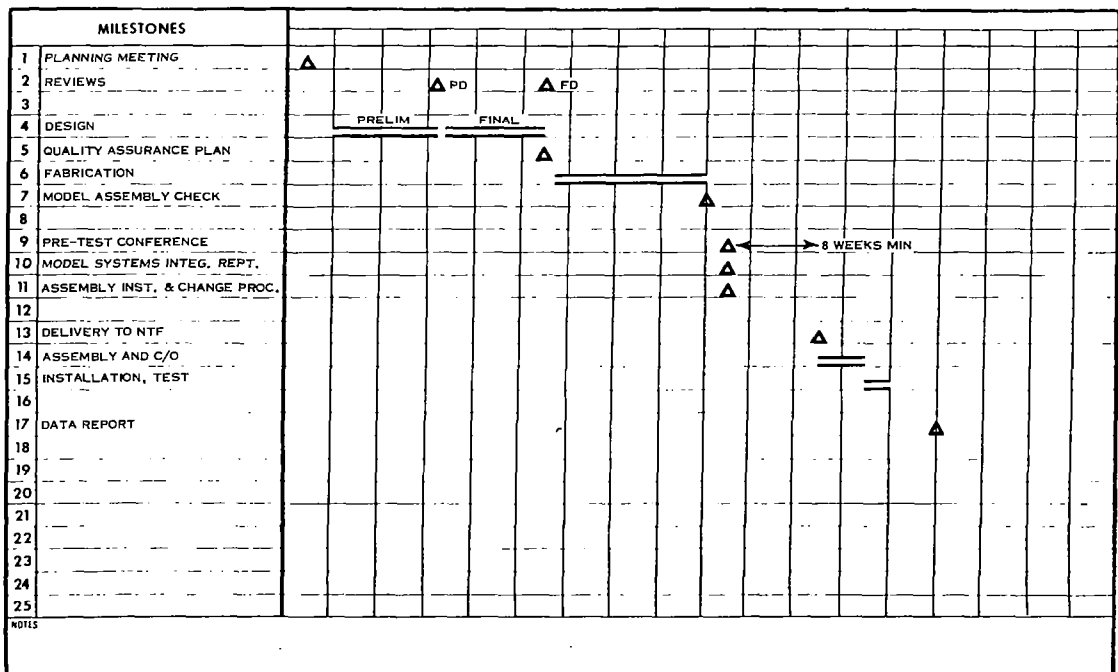 MILESTONES
1 PLANNING MEETING
2 REVIEWS PD FD
3
4 DESIGN PRELIM FINAL
5 QUALITY ASSURANCE PLAN
6 FABRICATION
7 MODEL ASSEMBLY CHECK
8
9 PRE-TEST CONFERENCE 8 WEEKS MIN
10 MODEL SYSTEMS INTEG. REPT.
11 ASSEMBLY INST. & CHANGE PROC.
12
13 DELIVERY TO NTF
14 ASSEMBLY AND C/O
15 INSTALLATION, TEST
16
17 DATA REPORT
18
19
20
21
22
23
24
25
NOTES